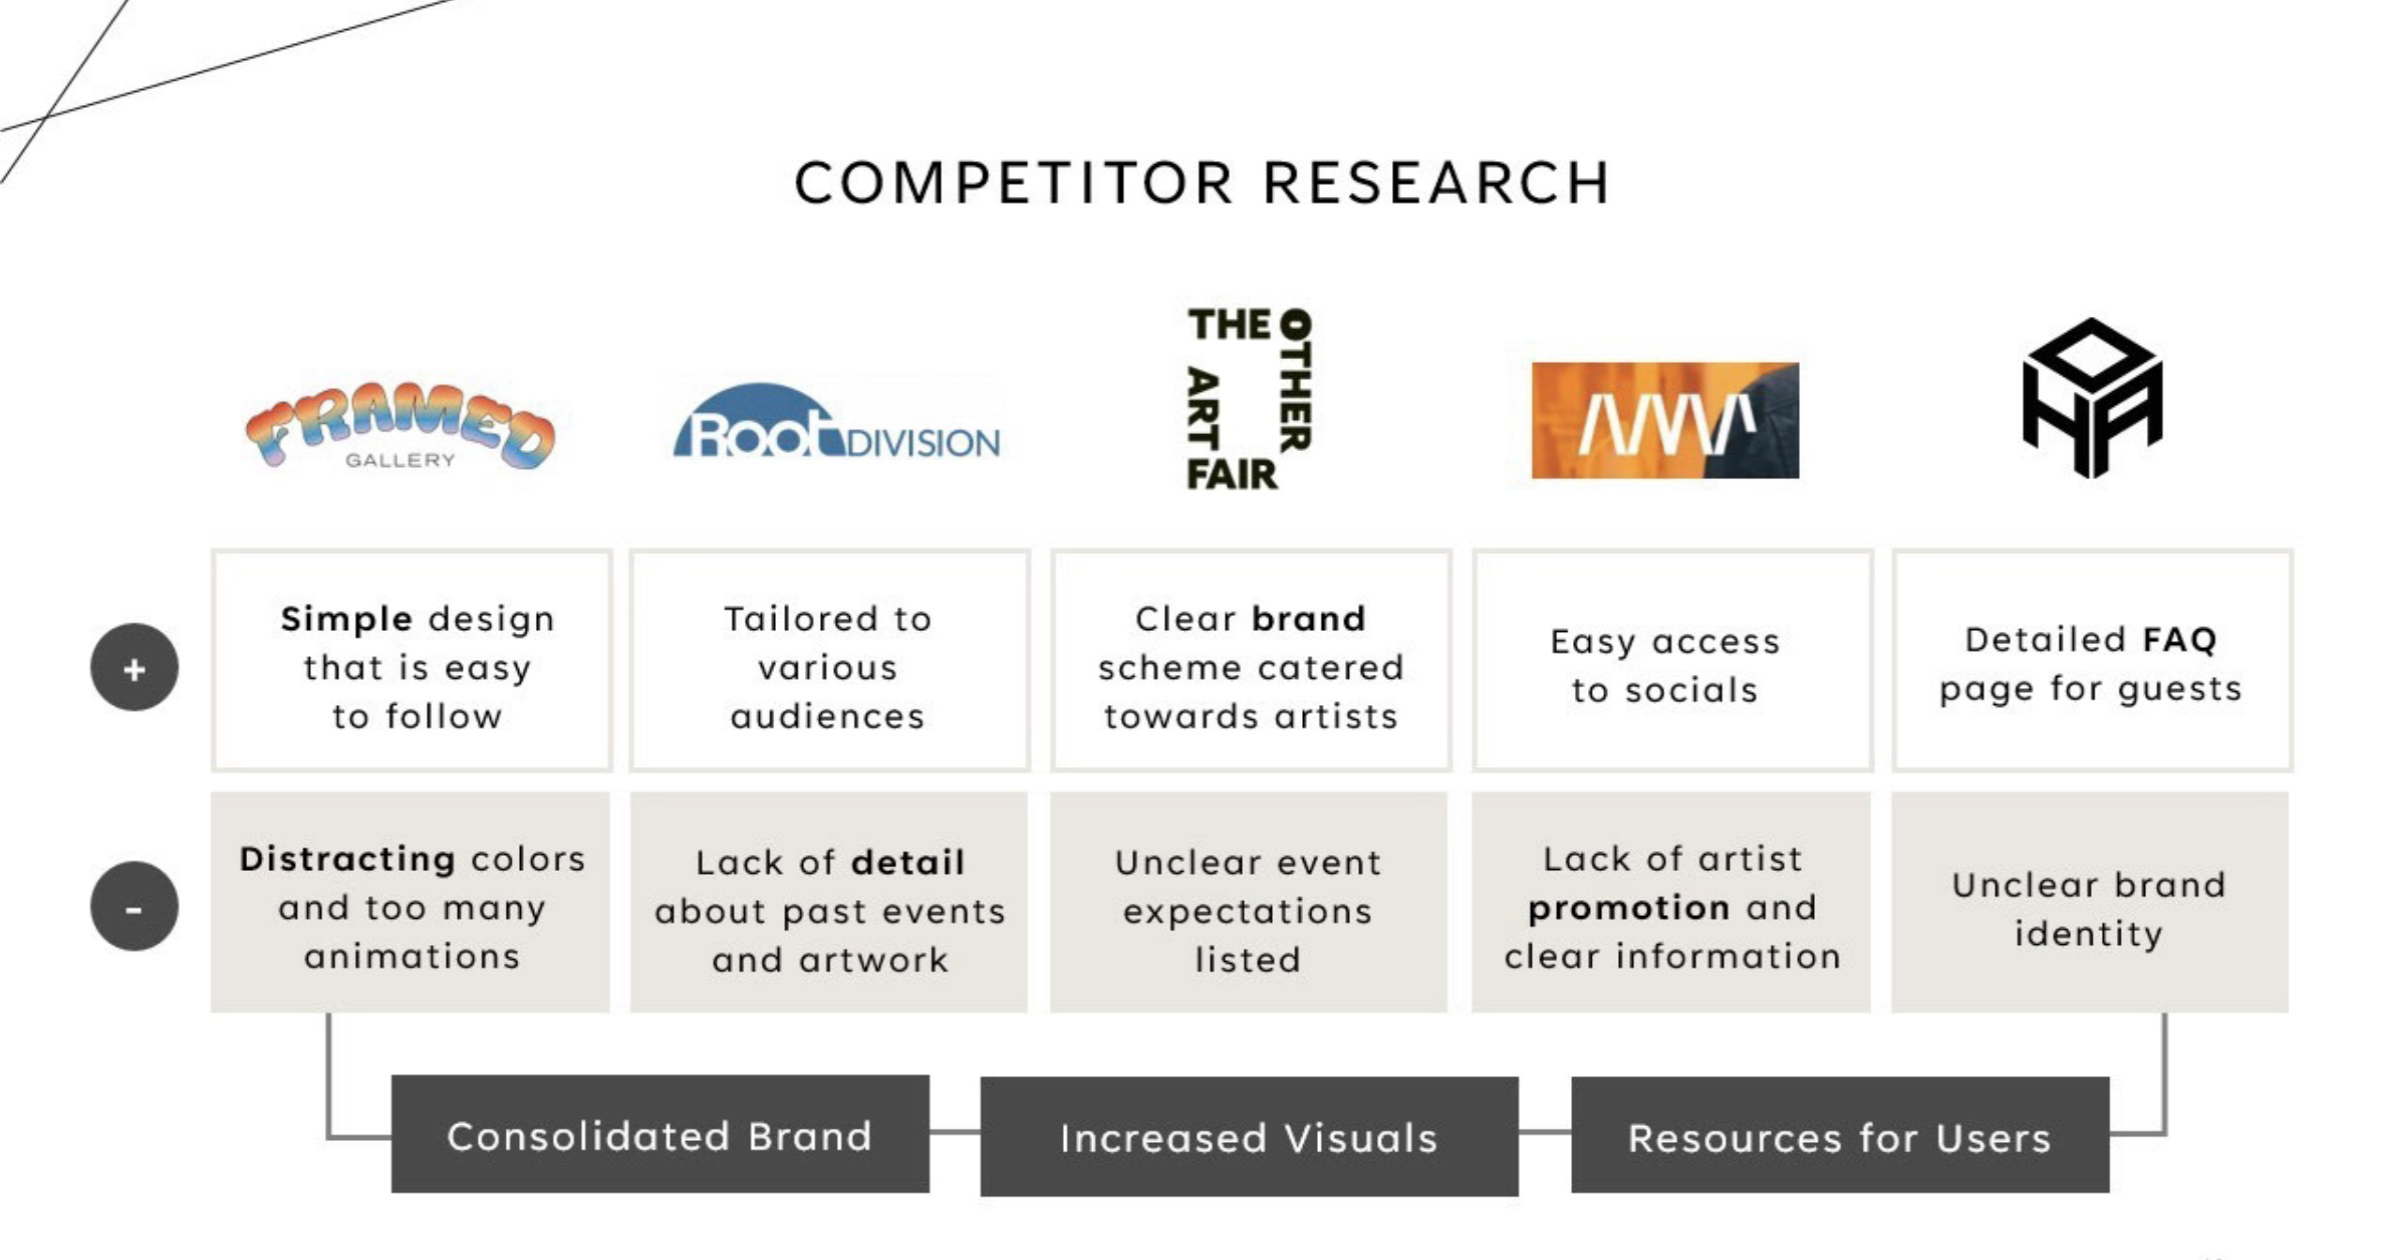 COMPETITOR RESEARCH
FRAMED
GALLERY
Root DIVISION
THE OTHER
ART
FAIR
OHA
+
Simple design
that is easy
to follow
Tailored to
various
audiences
Clear brand
scheme catered
towards artists
Easy access
to socials
Detailed FAQ
page for guests
-
Distracting colors
and too many
animations
Lack of detail
about past events
and artwork
Unclear event
expectations
listed
Lack of artist
promotion and
clear information
Unclear brand
identity
Consolidated Brand
Increased Visuals
Resources for Users